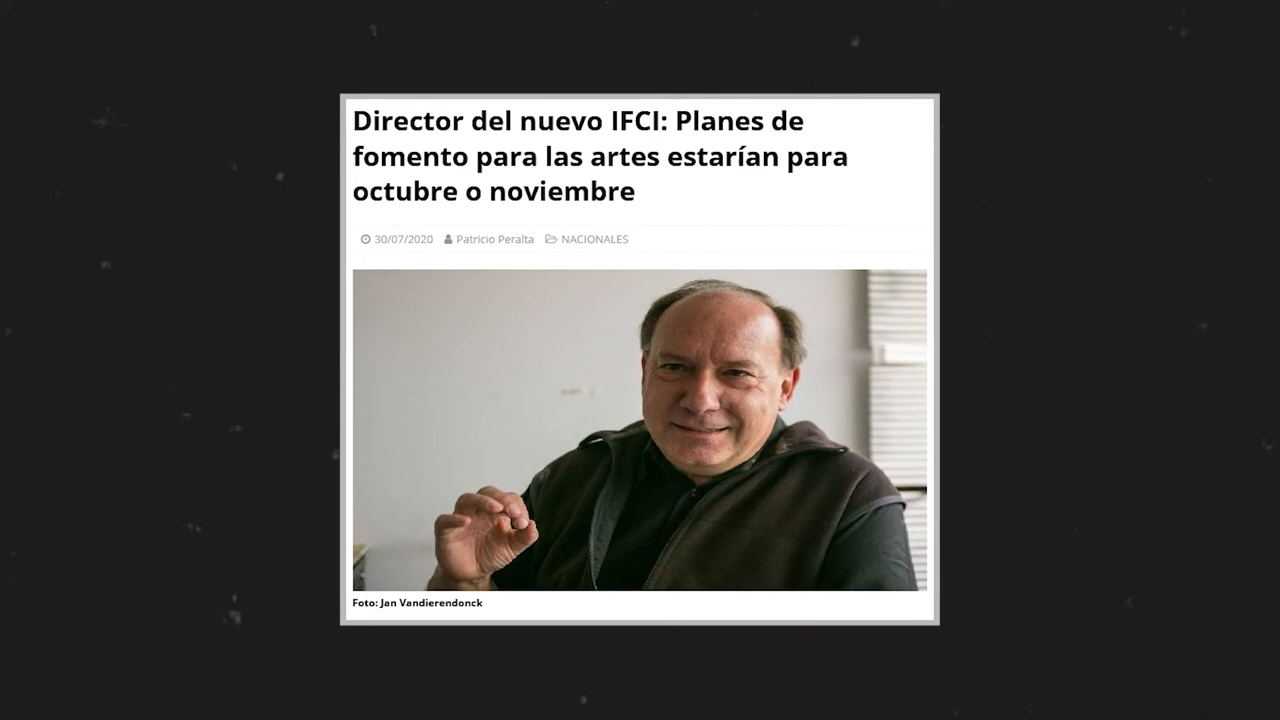 Director del nuevo IFCI: Planes de
fomento para las artes estarían para
octubre o noviembre
30/07/2020 Patricio Peralta NACIONALES
Foto: Jan Vandierendonck